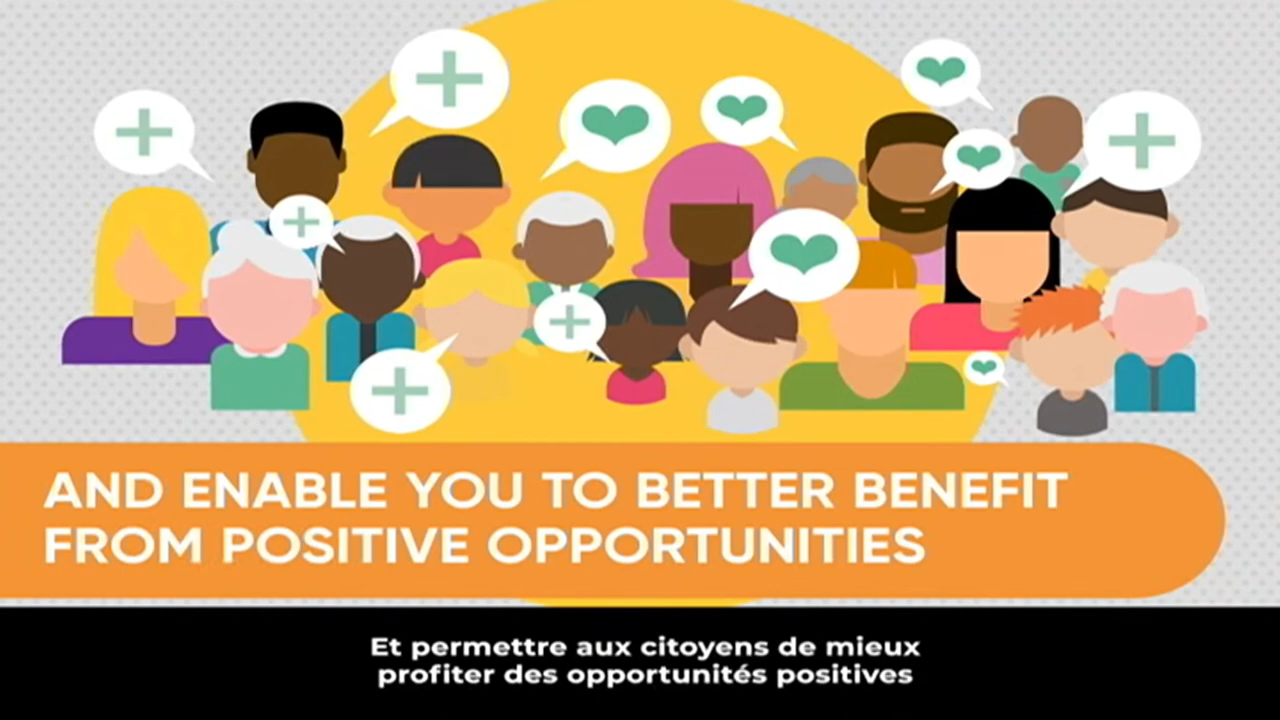 AND ENABLE YOU TO BETTER BENEFIT
FROM POSITIVE OPPORTUNITIES
Et permettre aux citoyens de mieux
profiter des opportunités positives